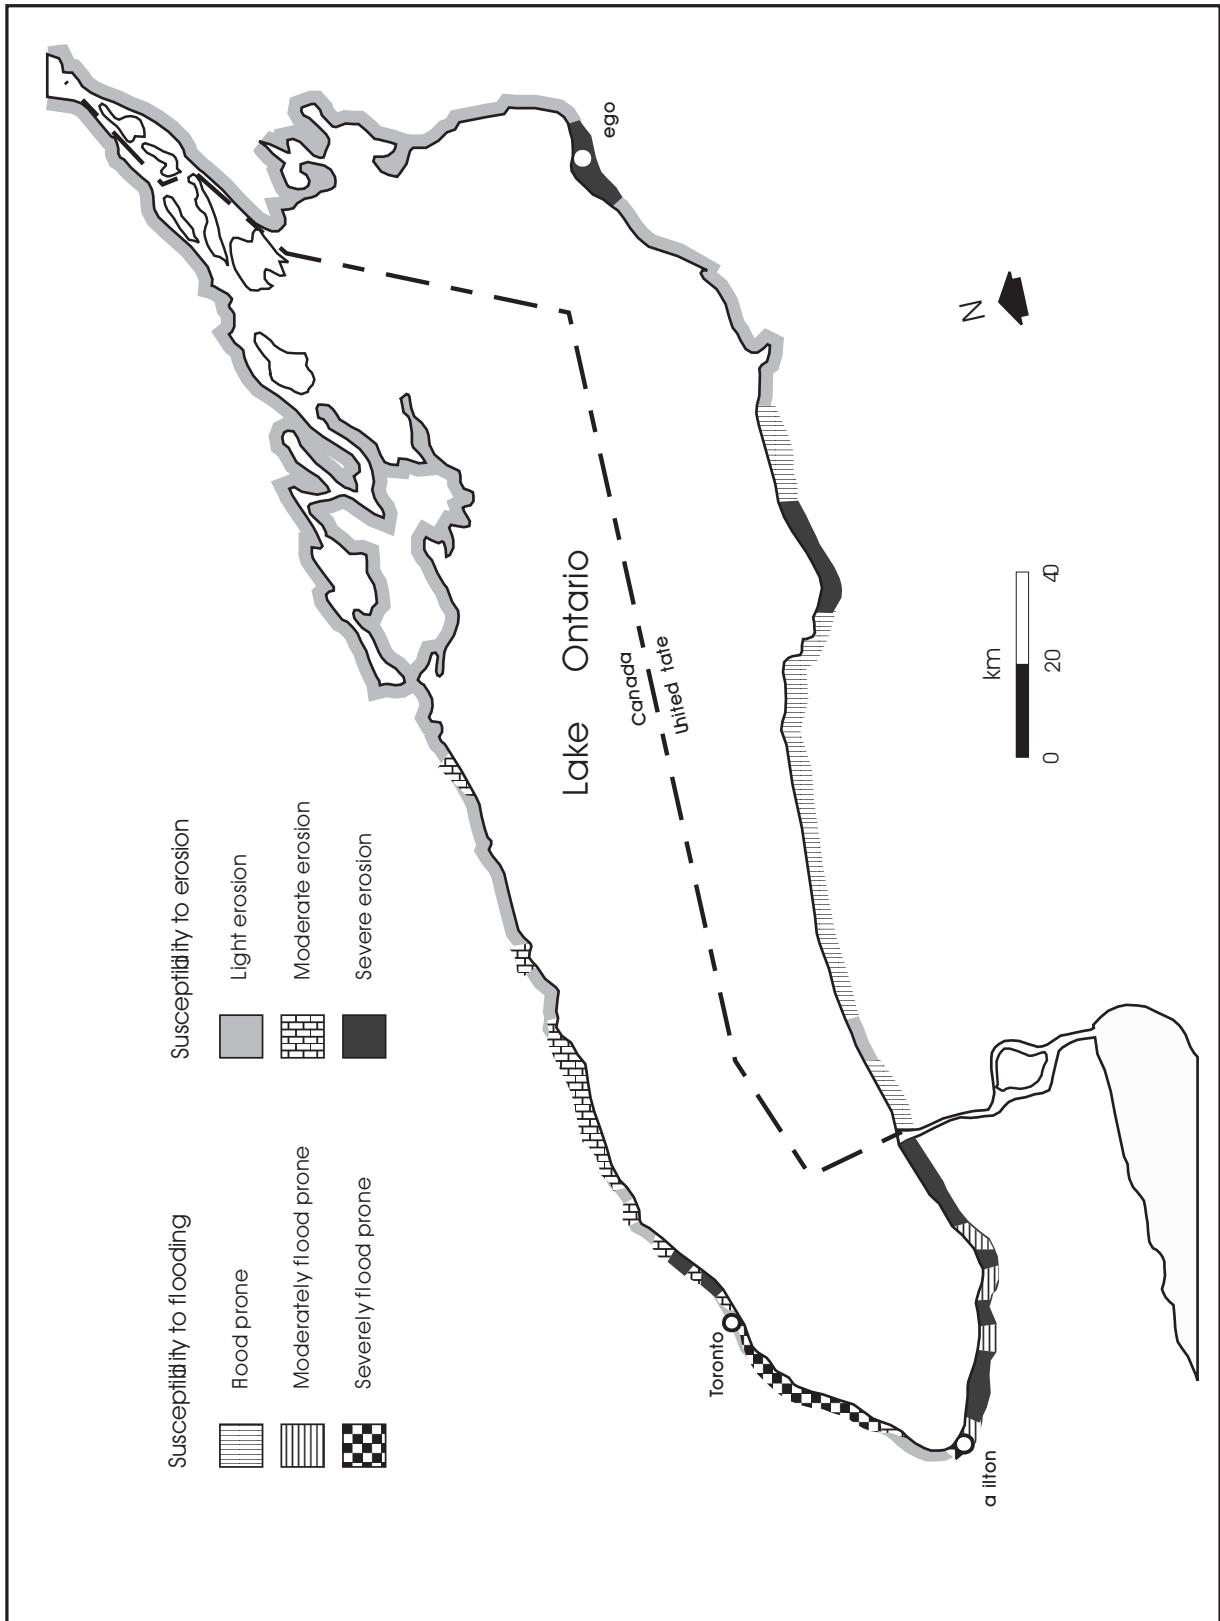 Susceptibility to flooding
Flood prone
Moderately flood prone
Severely flood prone
Susceptibility to erosion
Light erosion
Moderate erosion
Severe erosion
Toronto
a ilton
Lake Ontario
Canada
United tate
ego
N
km
0 20 40